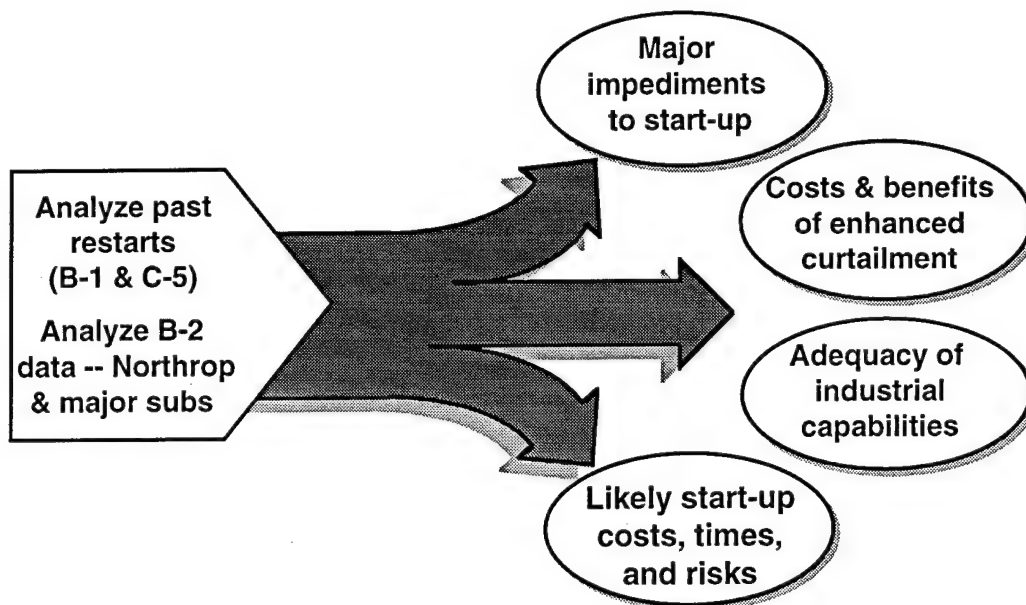 Analyze past
restarts
(B-1 & C-5)
Analyze B-2
data -- Northrop
& major subs
Major
impediments
to start-up
Costs & benefits
of enhanced
curtailment
Adequacy of
industrial
capabilities
Likely start-up
costs, times,
and risks